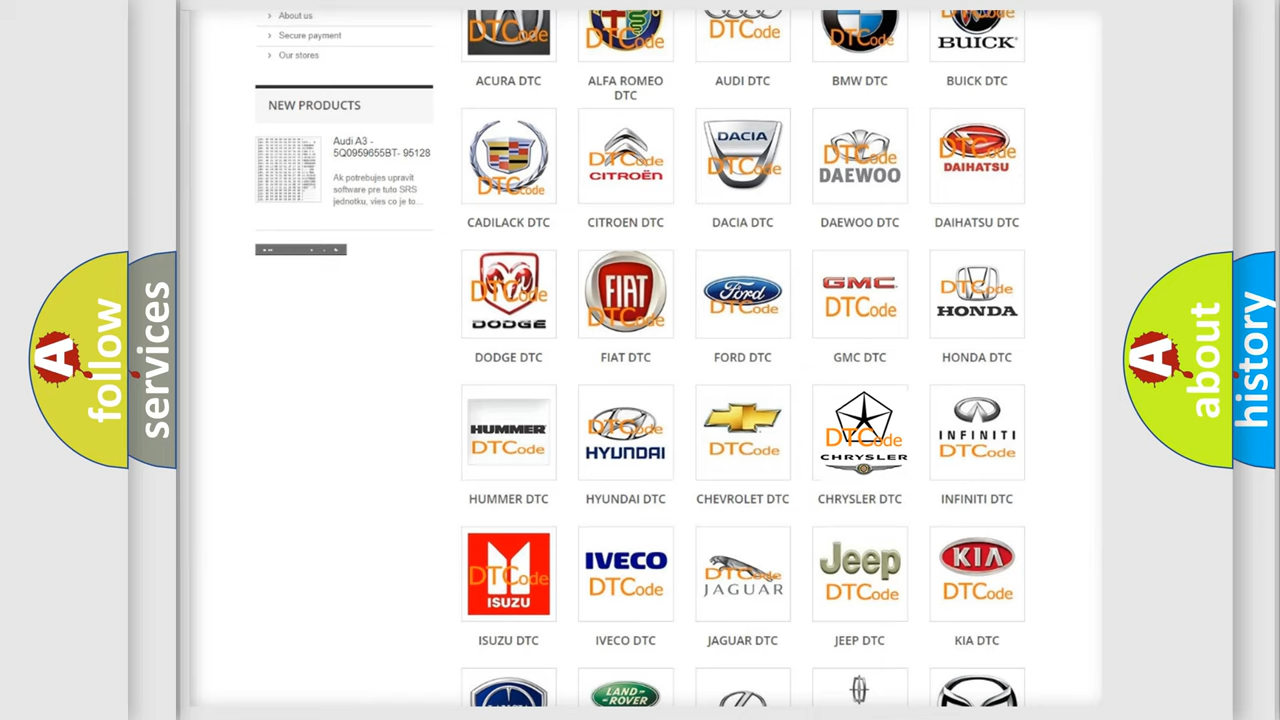 About us
Secure payment
Our stores
NEW PRODUCTS
Audi A3 -
5Q0959655BT- 95128
Ak potrebujes upravit
software pre tuto SRS
jednotku, vies co je to...
DTCode
DTCode
DTCode
DTCode
BUICK
ACURA DTC
ALFA ROMEO
DTC
AUDI DTC
BMW DTC
BUICK DTC
DTCode
DTCode
CITROËN
DACIA
DTCode
DTCode
DAEWOO
DTCode
DAIHATSU
CADILACK DTC
CITROEN DTC
DACIA DTC
DAEWOO DTC
DAIHATSU DTC
DTCode
DODGE
FIAT
DTCode
Ford
DTCode
GMC
DTCode
DTCode
HONDA
DODGE DTC
FIAT DTC
FORD DTC
GMC DTC
HONDA DTC
HUMMER
DTCode
DTCode
HYUNDAI
DTCode
DTCode
CHRYSLER
INFINITI
DTCode
HUMMER DTC
HYUNDAI DTC
CHEVROLET DTC
CHRYSLER DTC
INFINITI DTC
DTCode
ISUZU
IVECO
DTCode
DTCode
JAGUAR
Jeep
DTCode
KIA
DTCode
ISUZU DTC
IVECO DTC
JAGUAR DTC
JEEP DTC
KIA DTC
LAND-
ROVER
A
follow
services
A
about
history